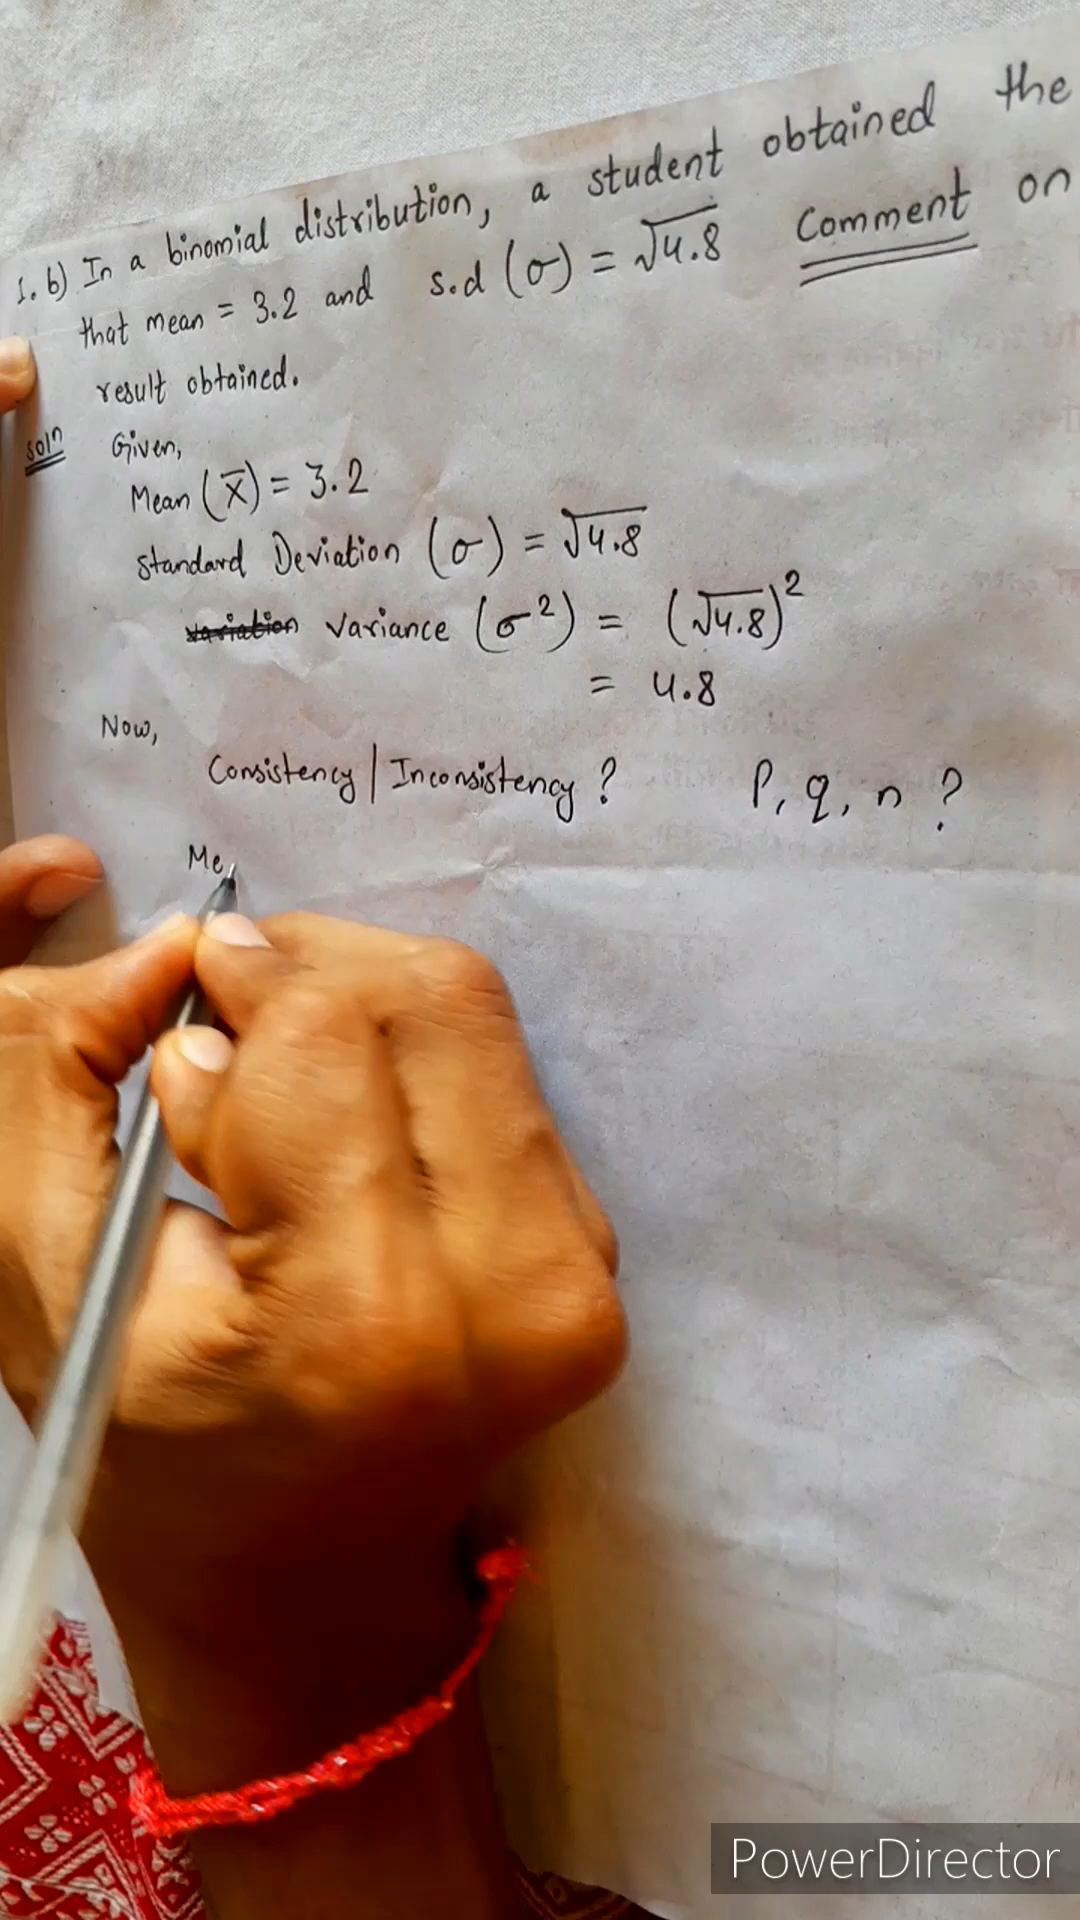 1. b) In a binomial distribution, a student obtained the
that mean = 3.2 and s.d (σ) = √4.8 Comment on
result obtained.
Soln Given,
Mean (X̄) = 3.2
Standard Deviation (σ) = √4.8
variation variance (σ²) = (√4.8)²
= 4.8
Now,
Consistency | Inconsistency ? P, q, n ?
Me
PowerDirector